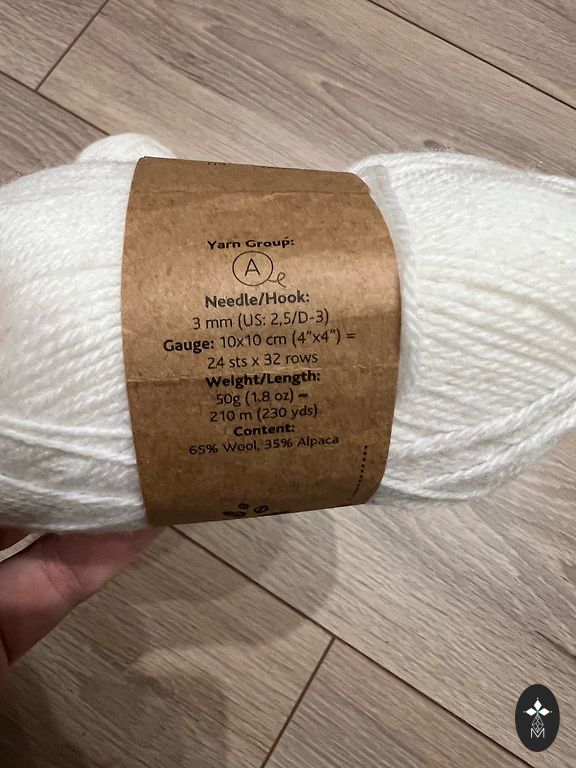 Yarn Group:
A
Needle/Hook:
3 mm (US: 2,5/D-3)
Gauge: 10x10 cm (4"x4") =
24 sts x 32 rows
Weight/Length:
50g (1.8 oz) =
210 m (230 yds)
Content:
65% Wool, 35% Alpaca
M